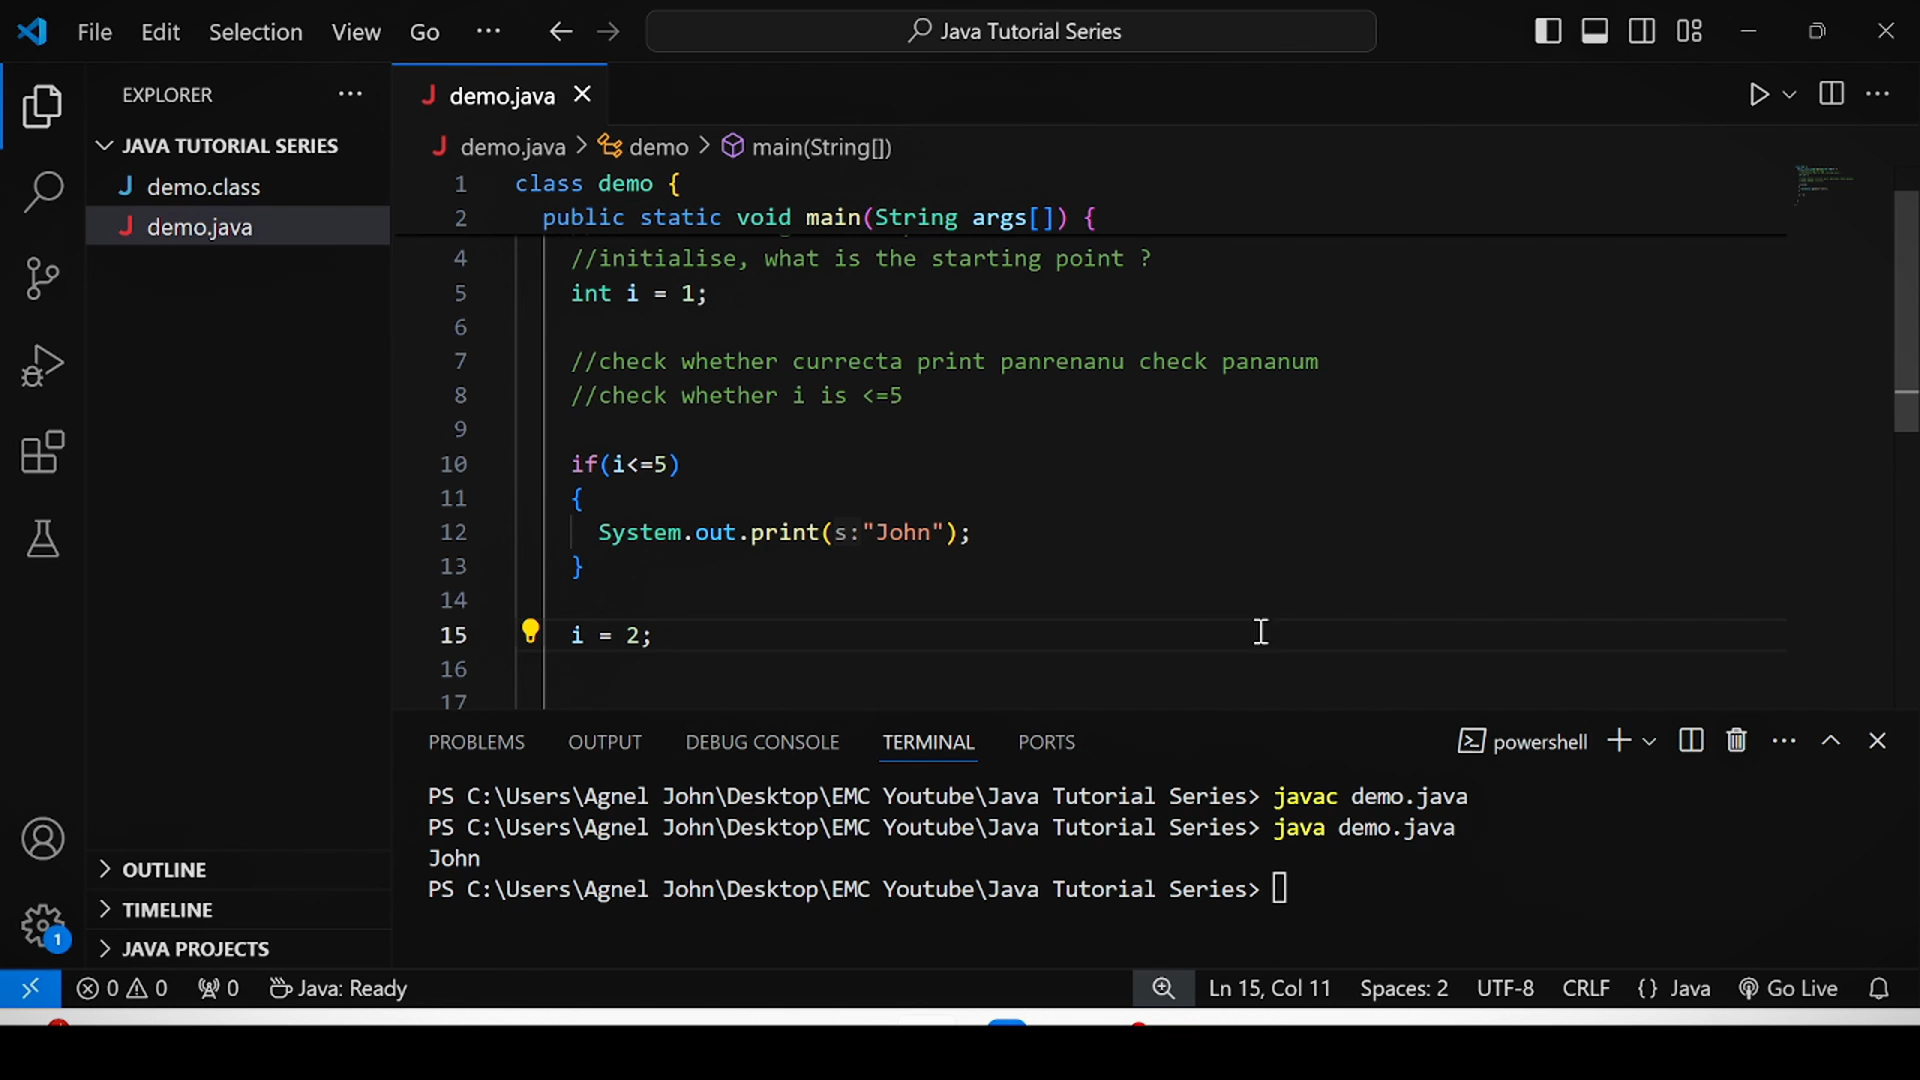 File Edit Selection View Go ··· Java Tutorial Series
EXPLORER ···
demo.java
JAVA TUTORIAL SERIES
demo.class
demo.java
demo.java > demo > main(String[])
1 class demo {
2 public static void main(String args[]) {
4 //initialise, what is the starting point ?
5 int i = 1;
6
7 //check whether currecta print panrenanu check pananum
8 //check whether i is <=5
9
10 if(i<=5)
11 {
12 System.out.print(s:"John");
13 }
14
15 i = 2;
16
17
PROBLEMS OUTPUT DEBUG CONSOLE TERMINAL PORTS powershell
PS C:\Users\Agnel John\Desktop\EMC Youtube\Java Tutorial Series> javac demo.java
PS C:\Users\Agnel John\Desktop\EMC Youtube\Java Tutorial Series> java demo.java
John
PS C:\Users\Agnel John\Desktop\EMC Youtube\Java Tutorial Series>
OUTLINE
TIMELINE
JAVA PROJECTS
1
0 0 0 Java: Ready Ln 15, Col 11 Spaces: 2 UTF-8 CRLF {} Java Go Live